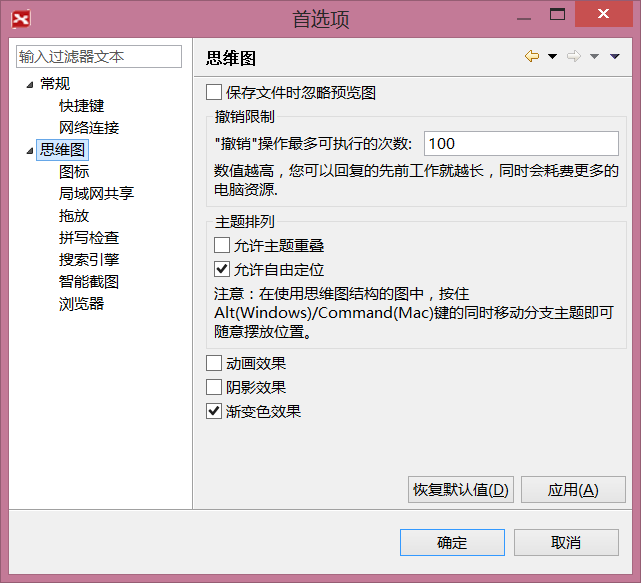 首选项
输入过滤器文本
常规
快捷键
网络连接
思维图
图标
局域网共享
拖放
拼写检查
搜索引擎
智能截图
浏览器
思维图
保存文件时忽略预览图
撤销限制
"撤销"操作最多可执行的次数: 100
数值越高，您可以回复的先前工作就越长，同时会耗费更多的
电脑资源.
主题排列
允许主题重叠
允许自由定位
注意：在使用思维图结构的图中，按住
Alt(Windows)/Command(Mac)键的同时移动分支主题即可
随意摆放位置。
动画效果
阴影效果
渐变色效果
恢复默认值(D) 应用(A)
确定 取消